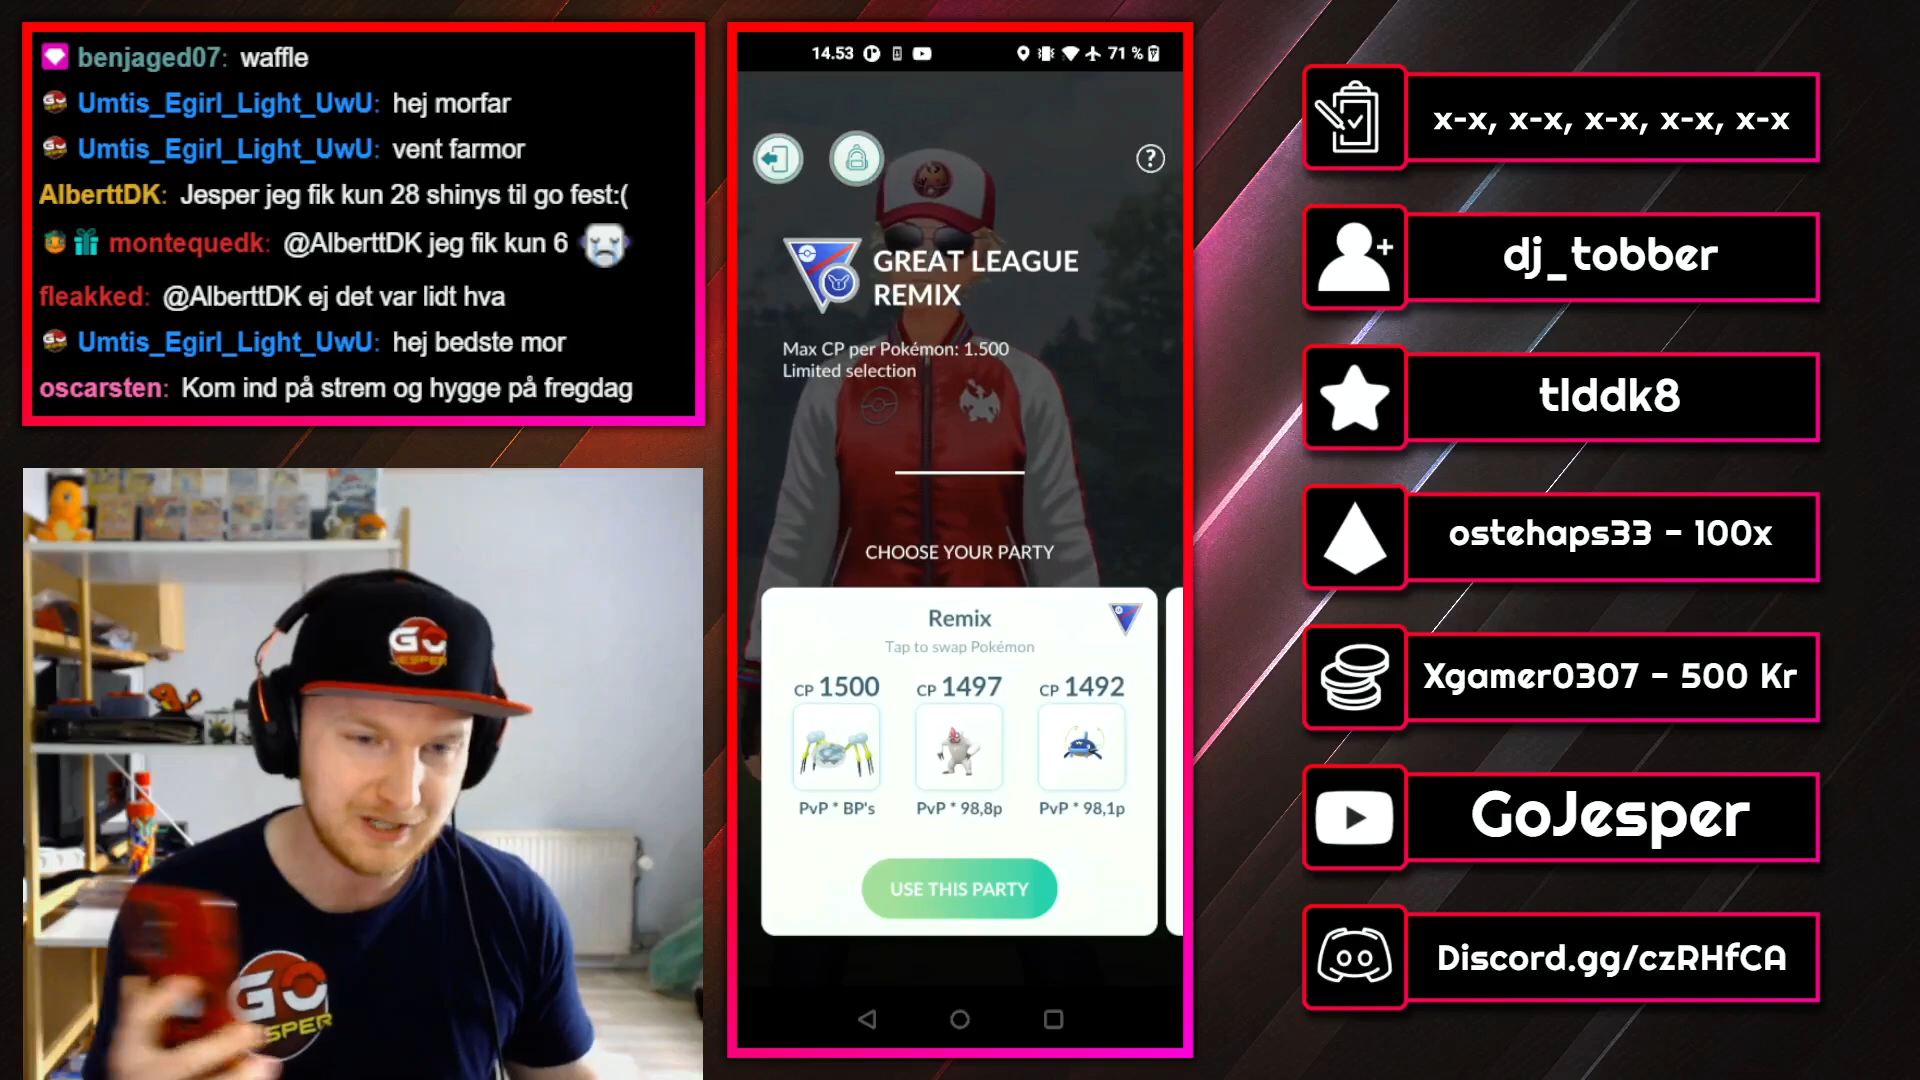 benjaged07: waffle
Umtis_Egirl_Light_UwU: hej morfar
Umtis_Egirl_Light_UwU: vent farmor
AlberttDK: Jesper jeg fik kun 28 shinys til go fest:(
montequedk: @AlberttDK jeg fik kun 6
fleakked: @AlberttDK ej det var lidt hva
Umtis_Egirl_Light_UwU: hej bedste mor
oscarsten: Kom ind på strem og hygge på fregdag
GO
JESPER
GO
JESPER
14.53
71 %
?
GREAT LEAGUE
REMIX
Max CP per Pokémon: 1.500
Limited selection
CHOOSE YOUR PARTY
Remix
Tap to swap Pokémon
CP 1500 CP 1497 CP 1492
PvP * BP's PvP * 98,8p PvP * 98,1p
USE THIS PARTY
x-x, x-x, x-x, x-x, x-x
dj_tobber
tlddk8
ostehaps33 - 100x
Xgamer0307 - 500 Kr
GoJesper
Discord.gg/czRHfCA